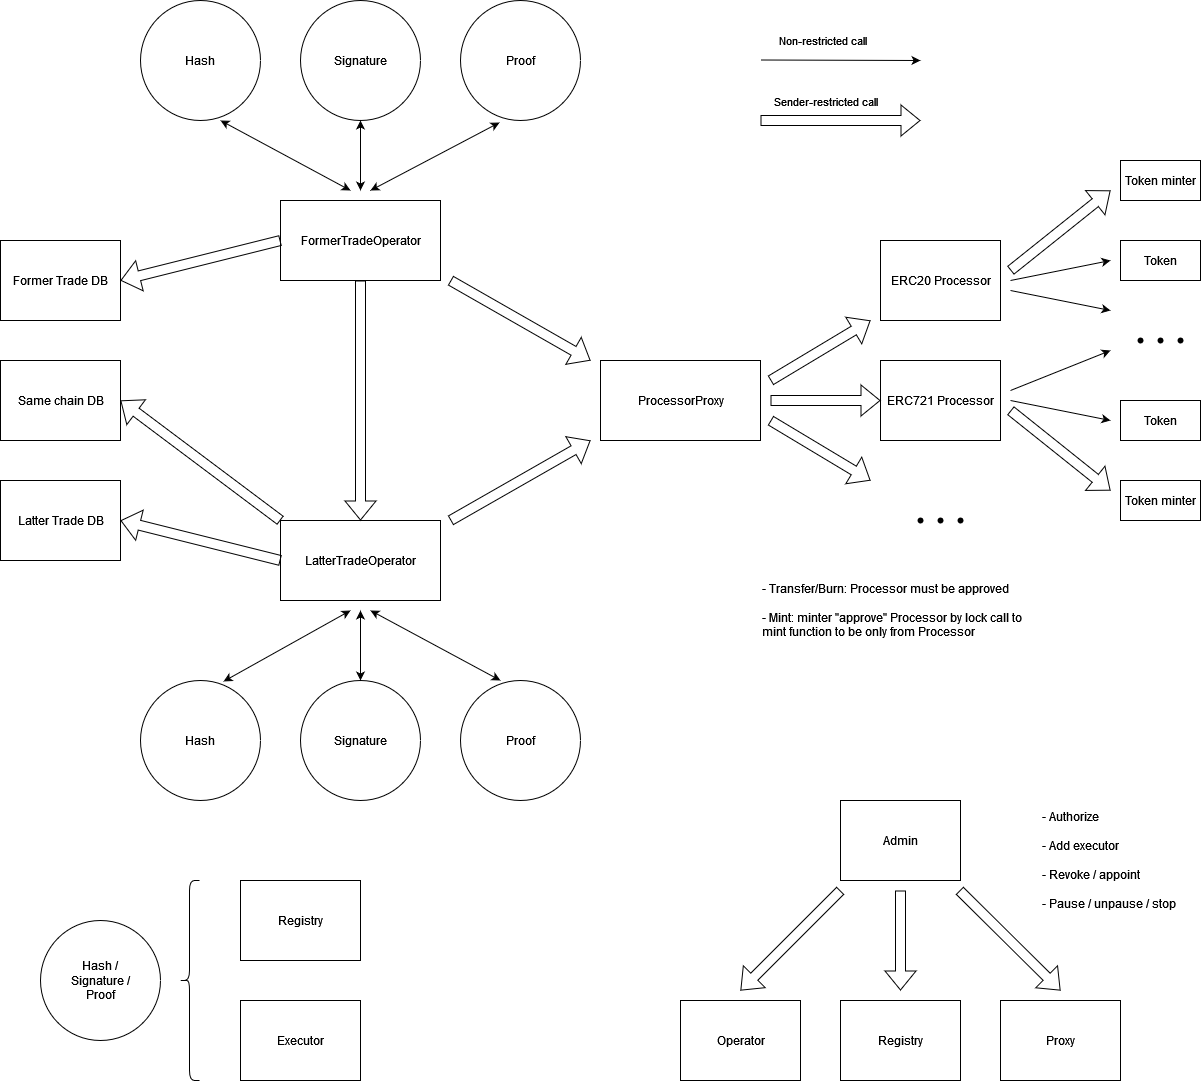 Hash
Signature
Proof
Non-restricted call
Sender-restricted call
Token minter
FormerTradeOperator
Former Trade DB
ERC20 Processor
Token
Same chain DB
ProcessorProxy
ERC721 Processor
Token
Latter Trade DB
Token minter
LatterTradeOperator
- Transfer/Burn: Processor must be approved
- Mint: minter "approve" Processor by lock call to
mint function to be only from Processor
Hash
Signature
Proof
Admin
- Authorize
- Add executor
- Revoke / appoint
- Pause / unpause / stop
Registry
Hash /
Signature /
Proof
Executor
Operator
Registry
Proxy